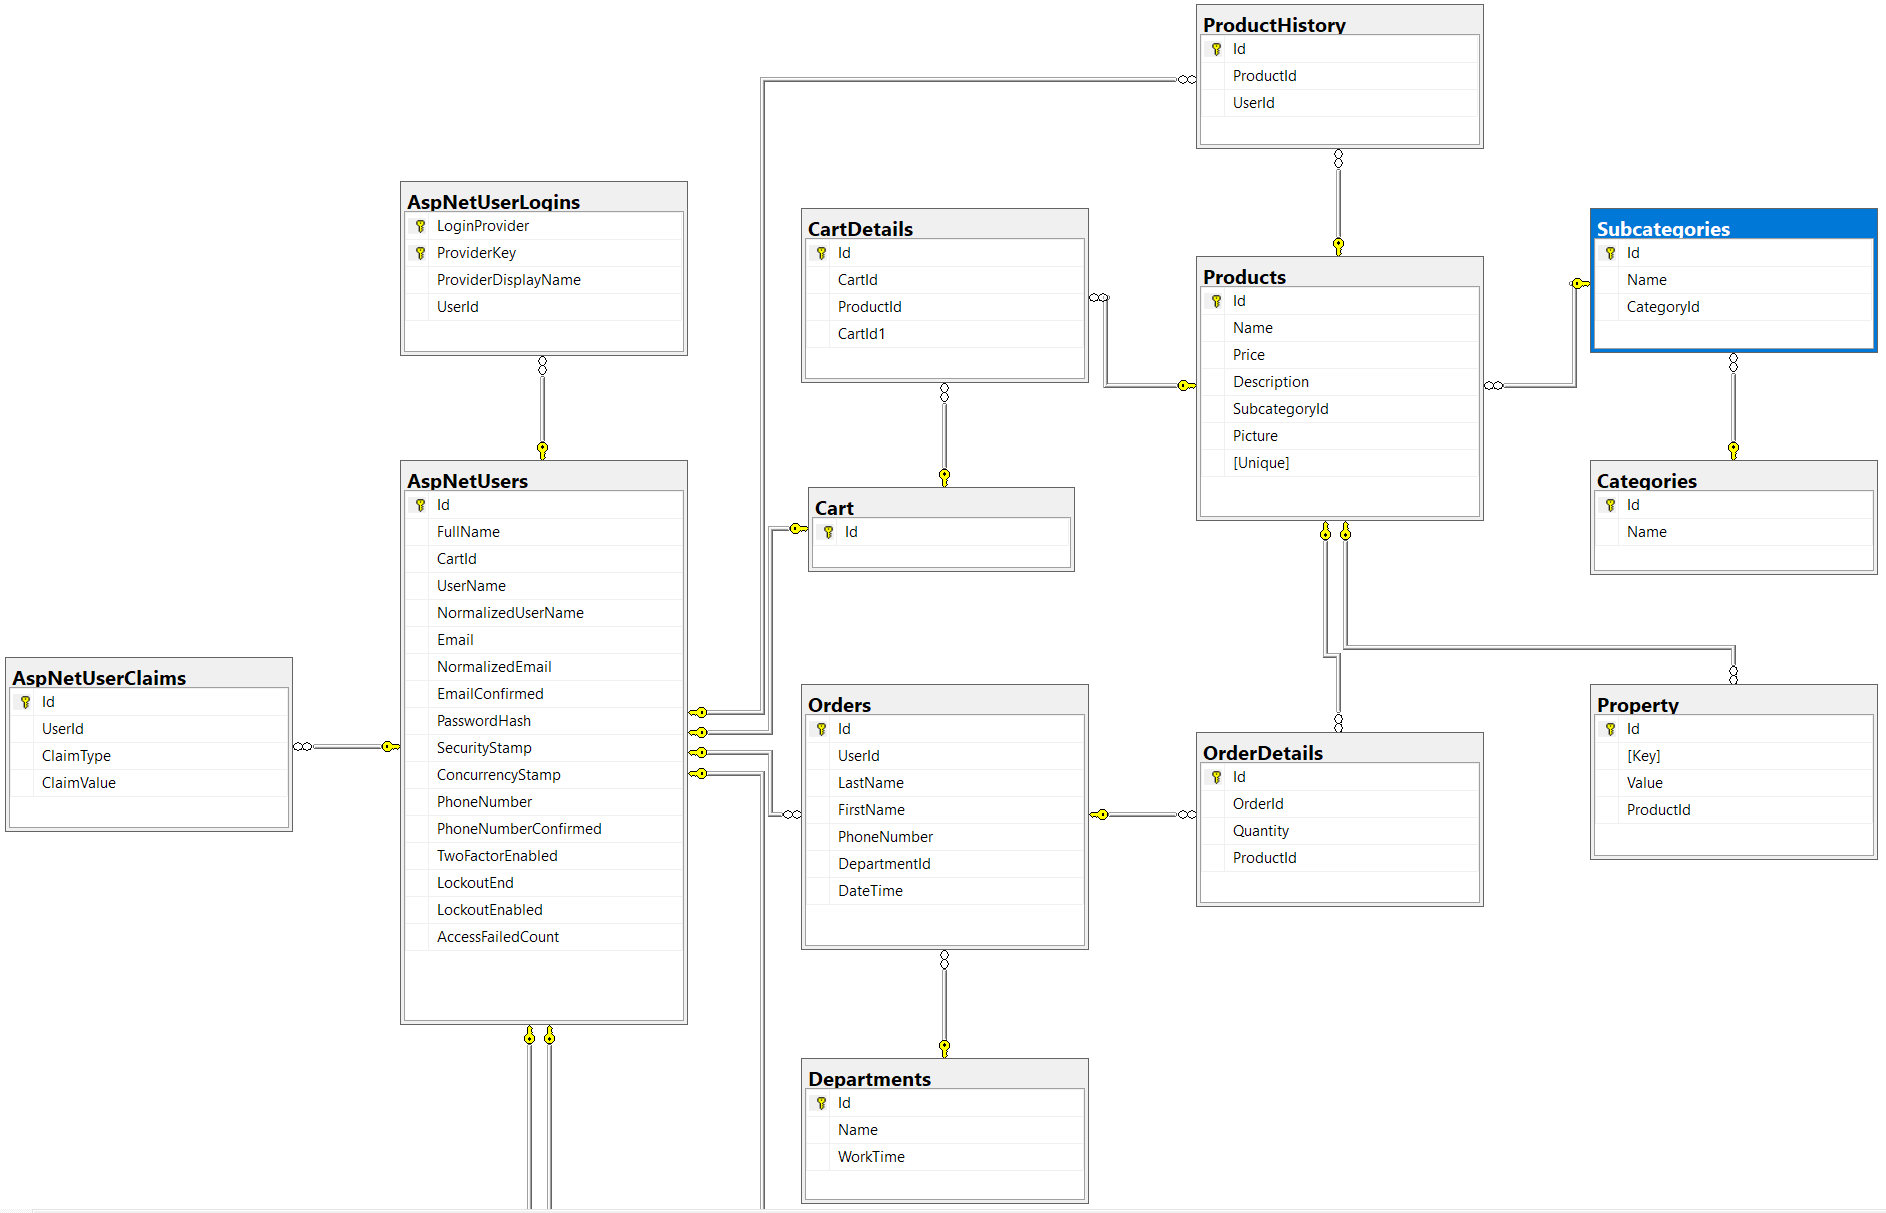 ProductHistory
Id
ProductId
UserId
AspNetUserLogins
LoginProvider
ProviderKey
ProviderDisplayName
UserId
CartDetails
Id
CartId
ProductId
CartId1
Products
Id
Name
Price
Description
SubcategoryId
Picture
[Unique]
Subcategories
Id
Name
CategoryId
AspNetUsers
Id
FullName
CartId
UserName
NormalizedUserName
Email
NormalizedEmail
EmailConfirmed
PasswordHash
SecurityStamp
ConcurrencyStamp
PhoneNumber
PhoneNumberConfirmed
TwoFactorEnabled
LockoutEnd
LockoutEnabled
AccessFailedCount
Cart
Id
Categories
Id
Name
AspNetUserClaims
Id
UserId
ClaimType
ClaimValue
Orders
Id
UserId
LastName
FirstName
PhoneNumber
DepartmentId
DateTime
OrderDetails
Id
OrderId
Quantity
ProductId
Property
Id
[Key]
Value
ProductId
Departments
Id
Name
WorkTime